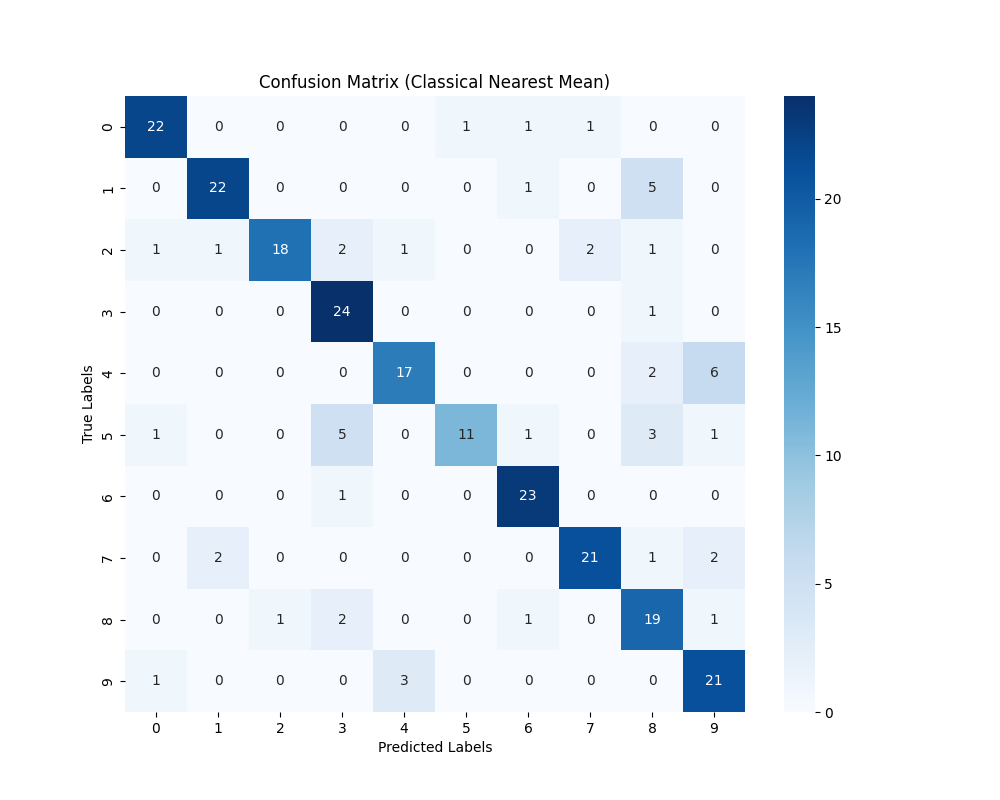 Confusion Matrix (Classical Nearest Mean)
0 22 0 0 0 0 1 1 1 0 0
1 0 22 0 0 0 0 1 0 5 0
2 1 1 18 2 1 0 0 2 1 0
3 0 0 0 24 0 0 0 0 1 0
4 0 0 0 0 17 0 0 0 2 6
5 1 0 0 5 0 11 1 0 3 1
6 0 0 0 1 0 0 23 0 0 0
7 0 2 0 0 0 0 0 21 1 2
8 0 0 1 2 0 0 1 0 19 1
9 1 0 0 0 3 0 0 0 0 21
0 1 2 3 4 5 6 7 8 9
Predicted Labels
True Labels
20
15
10
5
0